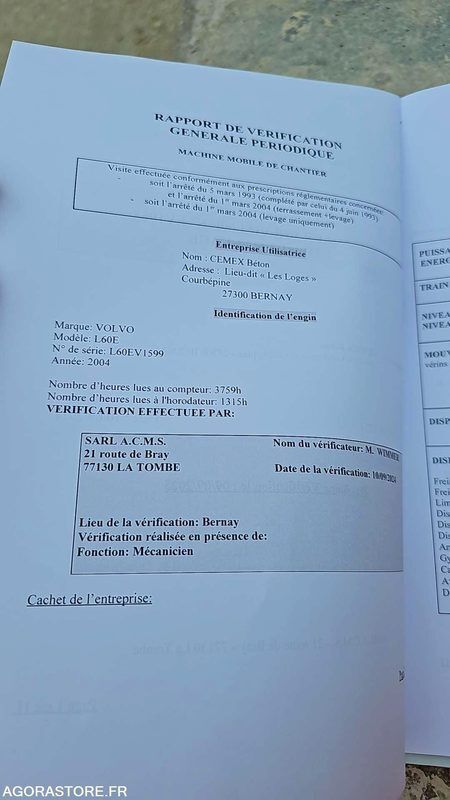 RAPPORT DE VERIFICATION
GENERALE PERIODIQUE
MACHINE MOBILE DE CHANTIER
Visite effectuée conformément aux prescriptions réglementaires concernées:
- soit l'arrêté du 5 mars 1993 (complété par celui du 4 juin 1993)
et l'arrêté du 1er mars 2004 (terrassement +levage)
- soit l'arrêté du 1er mars 2004 (levage uniquement)
Entreprise Utilisatrice
Nom : CEMEX Béton
Adresse : Lieu-dit « Les Loges »
Courbépine
27300 BERNAY
Identification de l'engin
Marque: VOLVO
Modèle: L60E
N° de série: L60EV1599
Année: 2004
Nombre d'heures lues au compteur: 3759h
Nombre d'heures lues à l'horodateur: 1315h
VERIFICATION EFFECTUEE PAR:
SARL A.C.M.S.
21 route de Bray
77130 LA TOMBE
Nom du vérificateur: M. WIMMER
Date de la vérification: 10/09/2024
Lieu de la vérification: Bernay
Vérification réalisée en présence de:
Fonction: Mécanicien
Cachet de l'entreprise:
PUISSA
ENERG
TRAIN
NIVEA
NIVEA
MOUV
vérins
DISP
DISP
Frei
Frei
Lim
Dis
Dis
Dis
Ar
Gy
Ca
A
D
AGORASTORE.FR